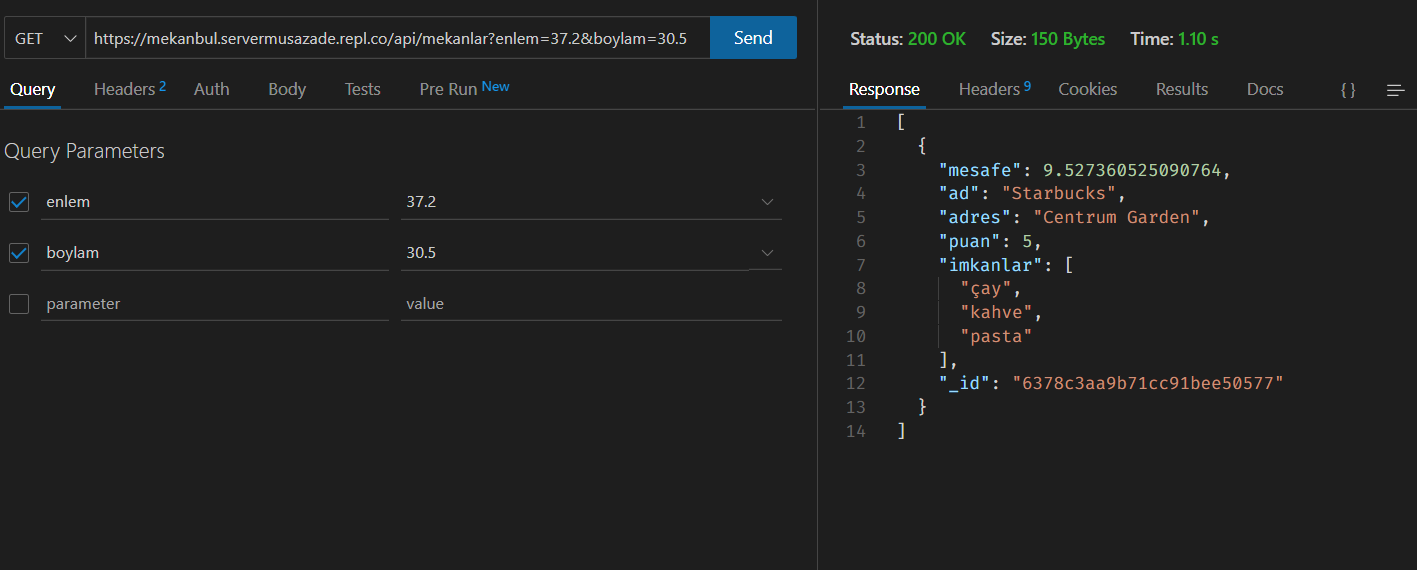 GET https://mekanbul.servermusazade.repl.co/api/mekanlar?enlem=37.2&boylam=30.5 Send
Query Headers 2 Auth Body Tests Pre Run New
Query Parameters
enlem 37.2
boylam 30.5
parameter value
Status: 200 OK Size: 150 Bytes Time: 1.10 s
Response Headers 9 Cookies Results Docs { }
1 [
2 {
3 "mesafe": 9.527360525090764,
4 "ad": "Starbucks",
5 "adres": "Centrum Garden",
6 "puan": 5,
7 "imkanlar": [
8 "çay",
9 "kahve",
10 "pasta"
11 ],
12 "_id": "6378c3aa9b71cc91bee50577"
13 }
14 ]